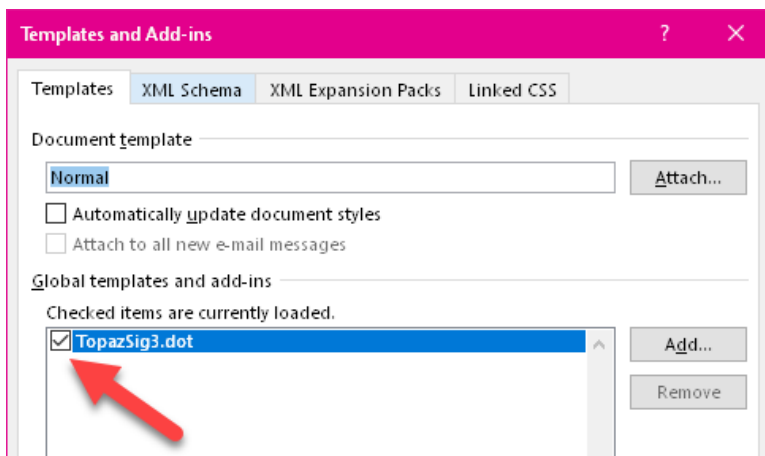 Templates and Add-ins ? ×
Templates XML Schema XML Expansion Packs Linked CSS
Document template
Normal Attach...
Automatically update document styles
Attach to all new e-mail messages
Global templates and add-ins
Checked items are currently loaded.
TopazSig3.dot Add...
Remove